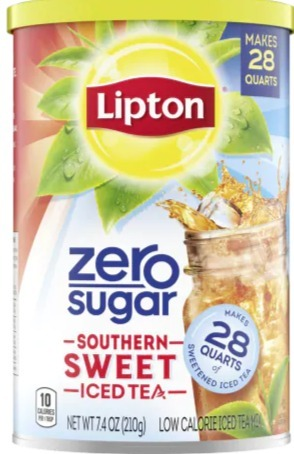 MAKES
28
QUARTS
Lipton
zero
sugar
SOUTHERN
SWEET
ICED TEA
MAKES
28
QUARTS
of
SWEETENED ICED TEA
10
CALORIES
NET WT 7.4 OZ (210g) LOW CALORIE ICED TEA MIX